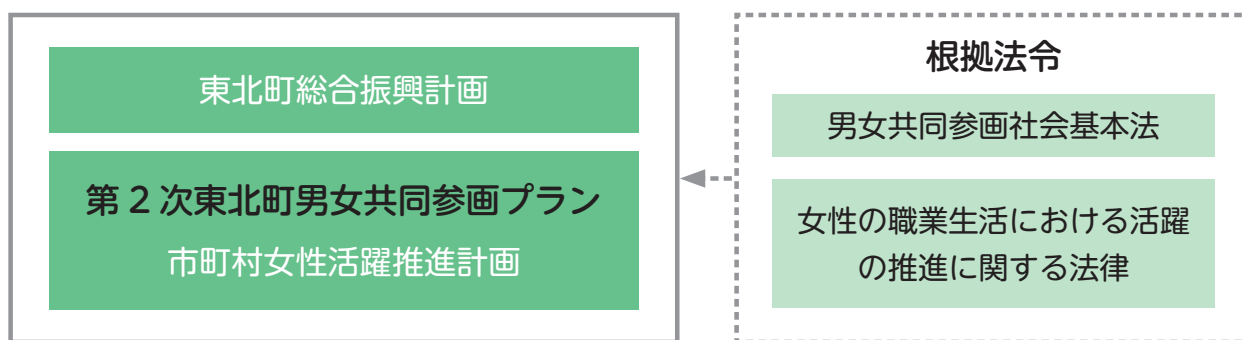 東北町総合振興計画
第2次東北町男女共同参画プラン
市町村女性活躍推進計画
根拠法令
男女共同参画社会基本法
女性の職業生活における活躍
の推進に関する法律